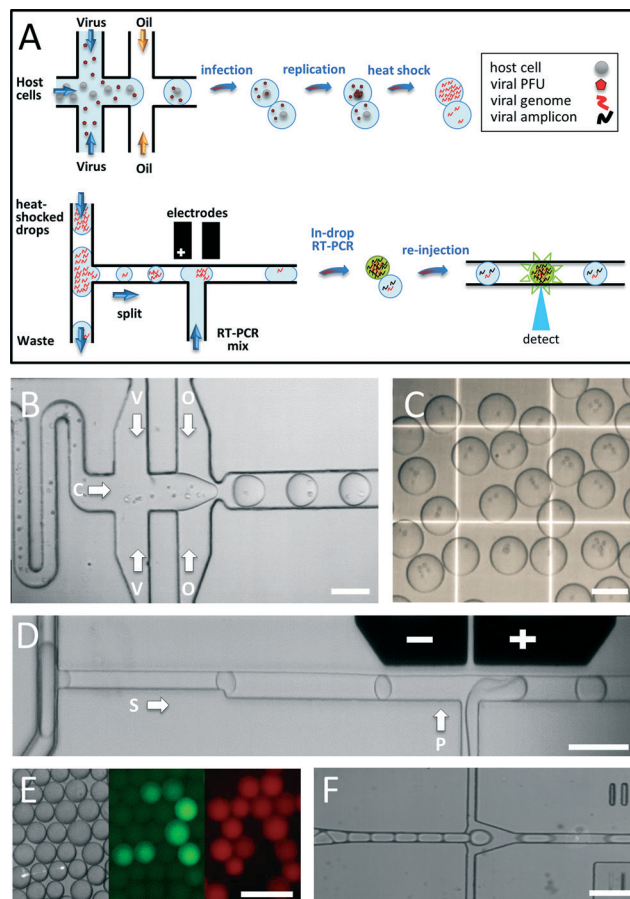 A
Virus
Oil
Host
cells
infection
replication
heat shock
host cell
viral PFU
viral genome
viral amplicon
Virus
Oil
heat-
shocked
drops
electrodes
+
In-drop
RT-PCR
re-injection
split
Waste
RT-PCR
mix
detect
B
V
O
C
V
O
C
D
–
+
S
P
E
F